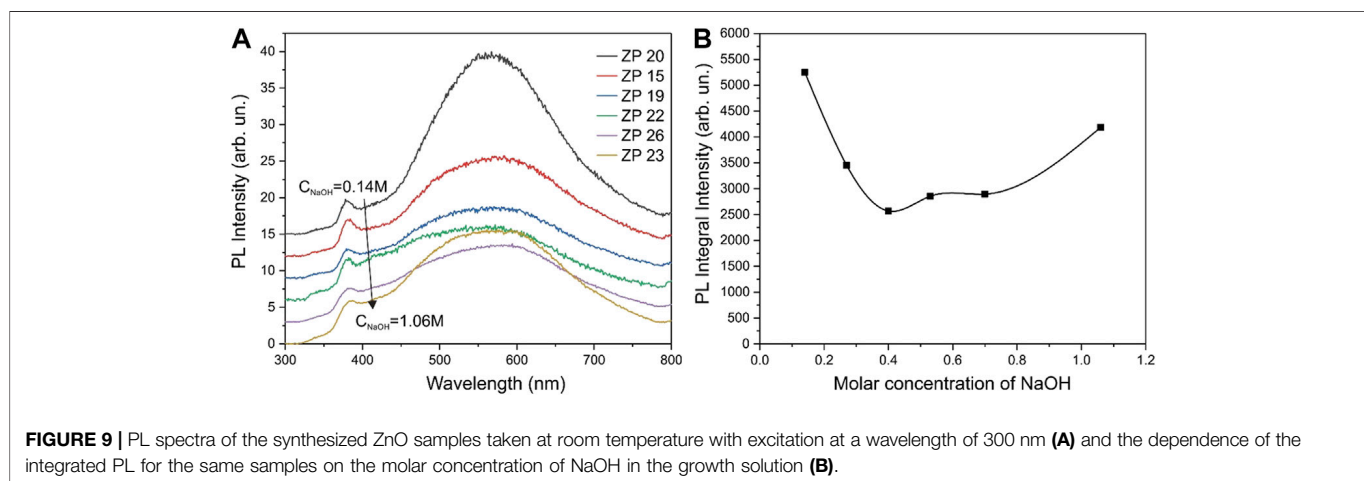 A
PL Intensity (arb. un.)
40
35
30
25
20
15
10
5
0
ZP 20
ZP 15
ZP 19
ZP 22
ZP 26
ZP 23
C_NaOH=0.14M
C_NaOH=1.06M
300 400 500 600 700 800
Wavelength (nm)
B
PL Integral Intensity (arb. un.)
6000
5500
5000
4500
4000
3500
3000
2500
2000
1500
1000
500
0
0.0 0.2 0.4 0.6 0.8 1.0 1.2
Molar concentration of NaOH
FIGURE 9 | PL spectra of the synthesized ZnO samples taken at room temperature with excitation at a wavelength of 300 nm (A) and the dependence of the
integrated PL for the same samples on the molar concentration of NaOH in the growth solution (B).